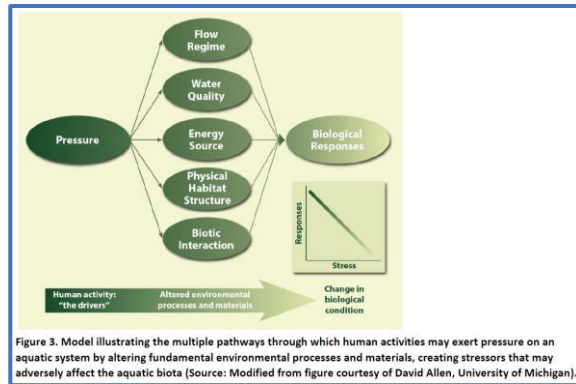 Flow
Regime
Water
Quality
Pressure
Energy
Source
Biological
Responses
Physical
Habitat
Structure
Biotic
Interaction
Responses
Stress
Human activity:
"the drivers"
Altered environmental
processes and materials
Change in
biological
condition
Figure 3. Model illustrating the multiple pathways through which human activities may exert pressure on an
aquatic system by altering fundamental environmental processes and materials, creating stressors that may
adversely affect the aquatic biota (Source: Modified from figure courtesy of David Allen, University of Michigan).